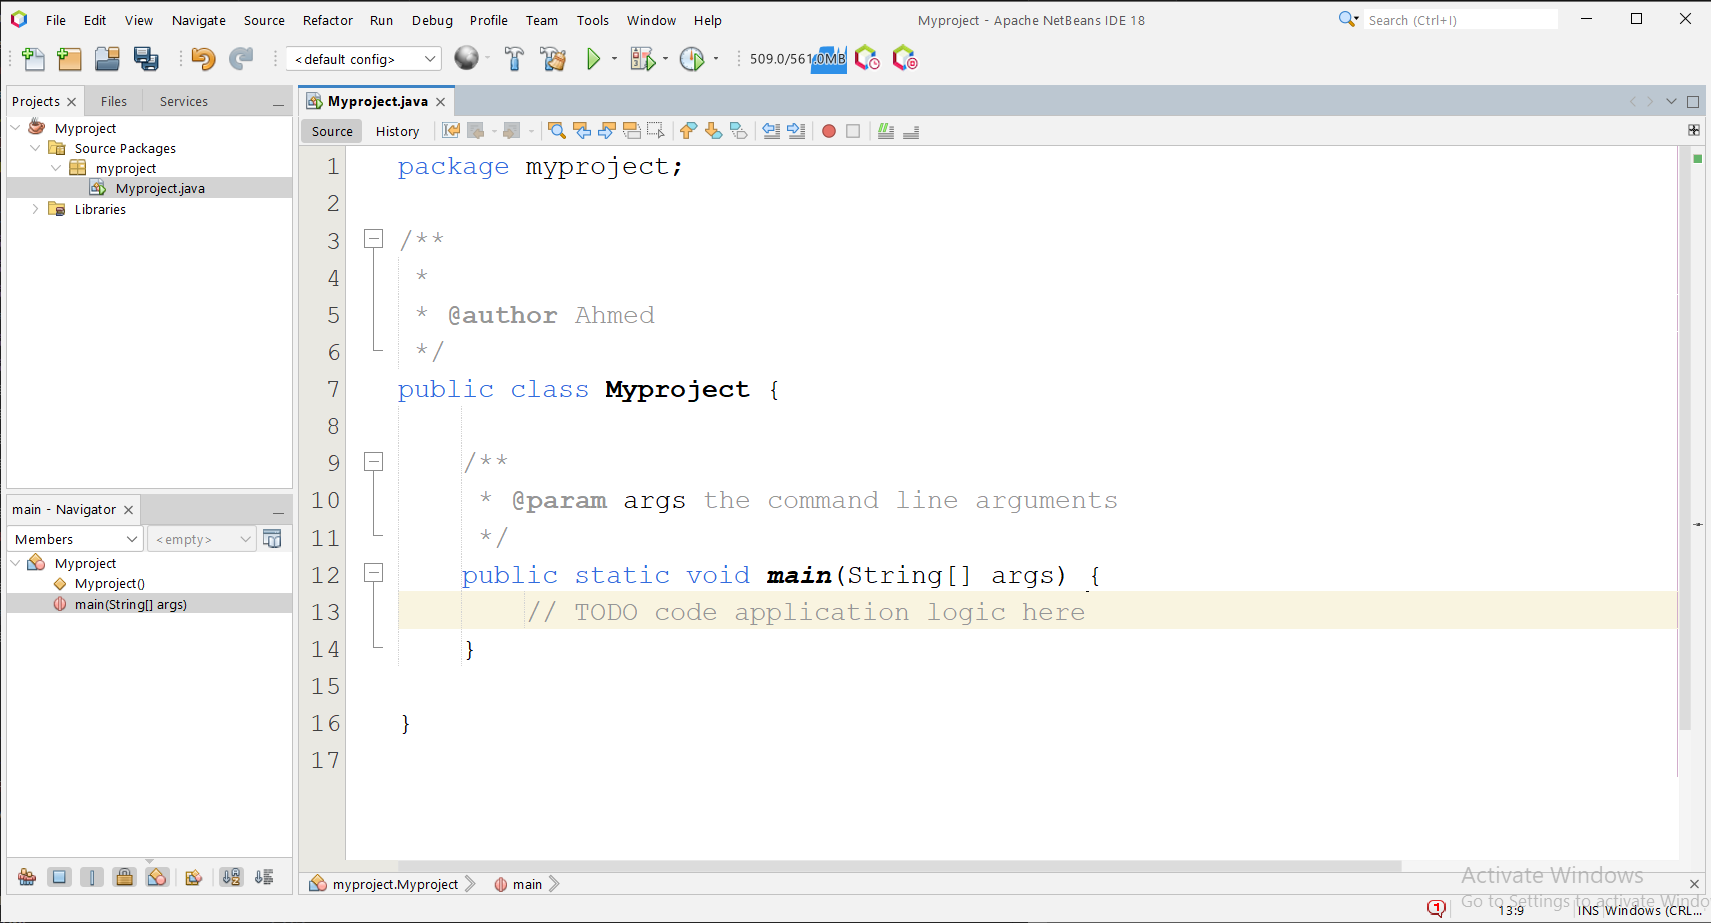 File Edit View Navigate Source Refactor Run Debug Profile Team Tools Window Help
Myproject - Apache NetBeans IDE 18
Search (Ctrl+I)
<default config>
509.0/561.0MB
Projects
Files
Services
Myproject
Source Packages
myproject
Myproject.java
Libraries
main - Navigator
Members
<empty>
Myproject
Myproject()
main(String[] args)
Myproject.java
Source
History
1 package myproject;
2
3 /**
4 *
5 * @author Ahmed
6 */
7 public class Myproject {
8
9 /**
10 * @param args the command line arguments
11 */
12 public static void main(String[] args) {
13 // TODO code application logic here
14 }
15
16 }
17
myproject.Myproject
main
Activate Windows
Go to Settings to activate Windo
1
13:9
INS Windows (CRL...